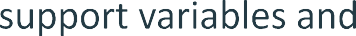 support variables and